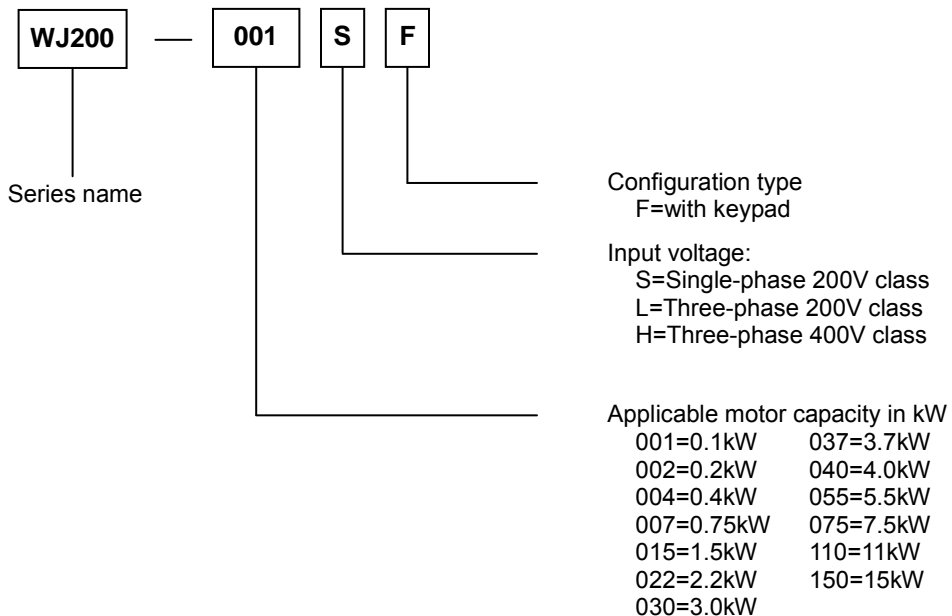 WJ200 — 001 S F
Series name
Configuration type
F=with keypad
Input voltage:
S=Single-phase 200V class
L=Three-phase 200V class
H=Three-phase 400V class
Applicable motor capacity in kW
001=0.1kW 037=3.7kW
002=0.2kW 040=4.0kW
004=0.4kW 055=5.5kW
007=0.75kW 075=7.5kW
015=1.5kW 110=11kW
022=2.2kW 150=15kW
030=3.0kW